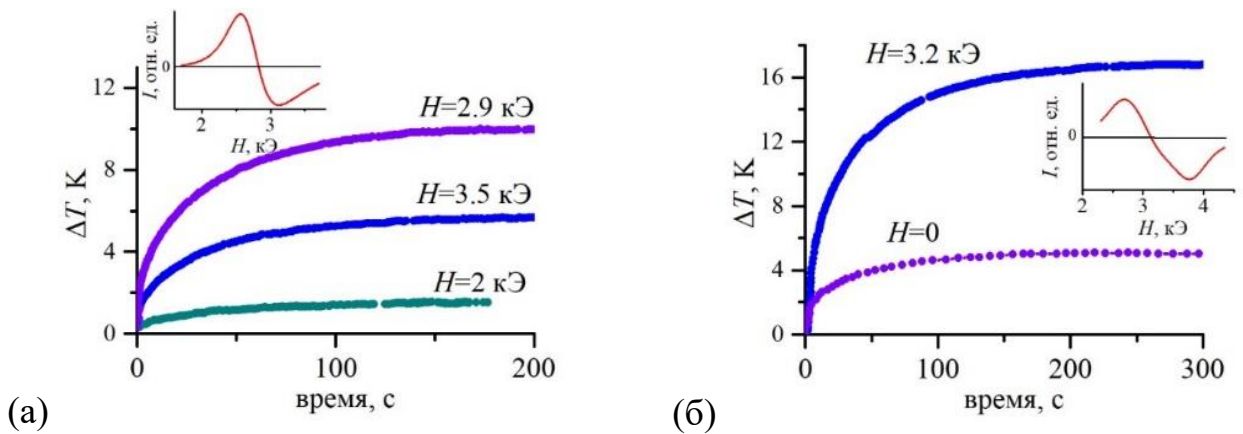 I, отн. ед.
0
2
3
H, кЭ
ΔT, K
12
8
4
0
H=2.9 кЭ
H=3.5 кЭ
H=2 кЭ
0
100
200
время, с
(а)
ΔT, K
16
12
8
4
0
H=3.2 кЭ
H=0
I, отн. ед.
0
2
3
4
H, кЭ
0
100
200
300
время, с
(б)